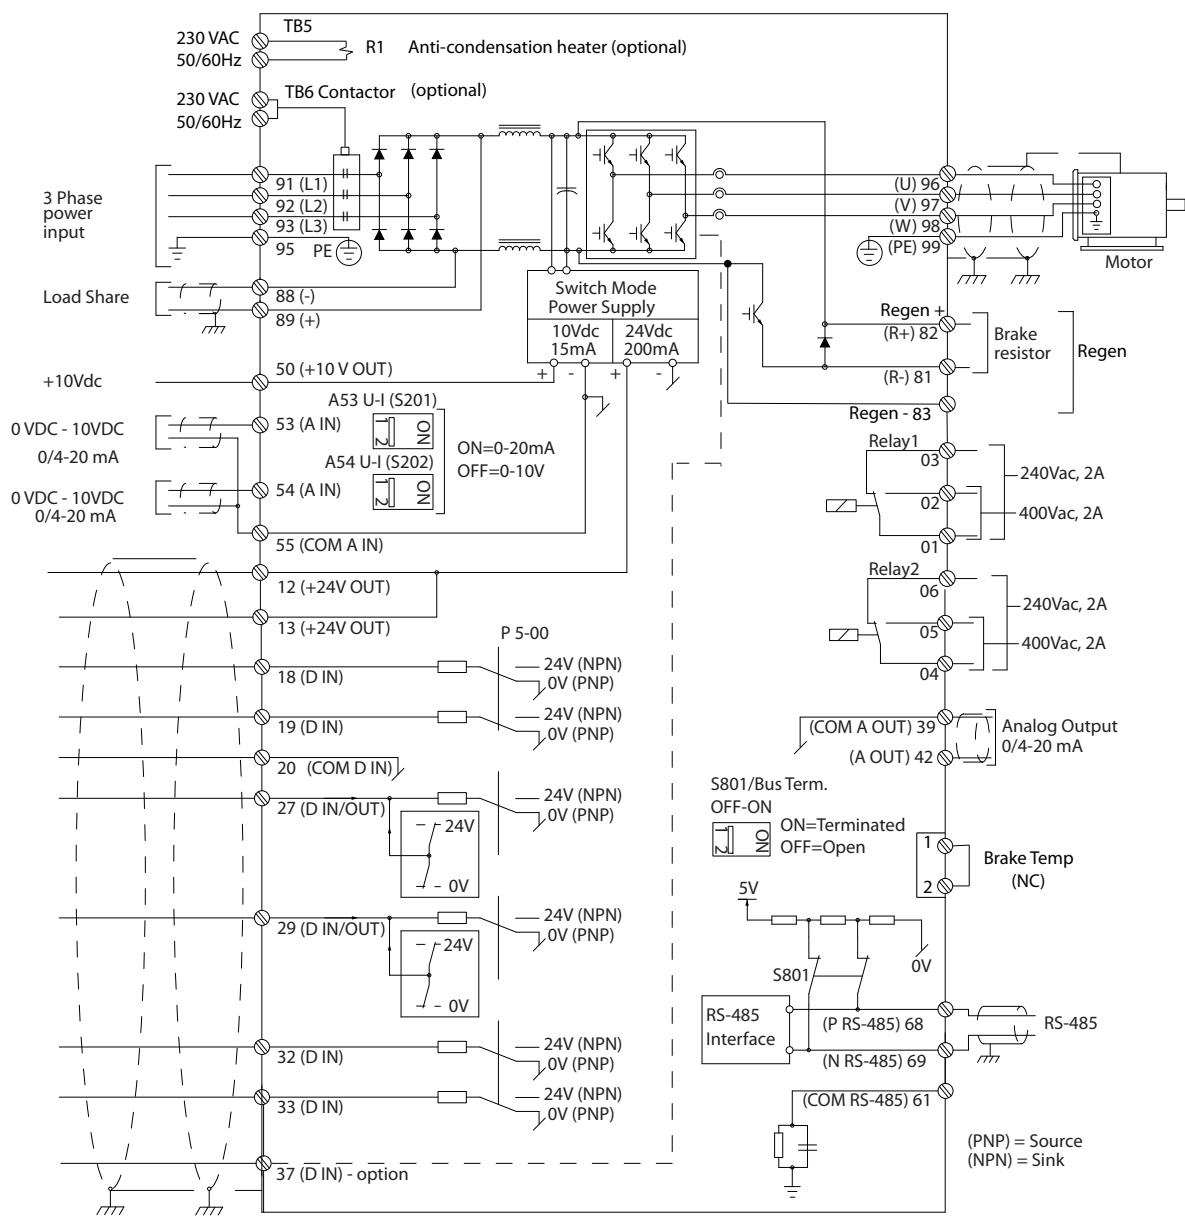 TB5
230 VAC
50/60Hz
R1
Anti-condensation heater (optional)
TB6 Contactor
(optional)
230 VAC
50/60Hz
3 Phase
power
input
91 (L1)
92 (L2)
93 (L3)
95
PE
Load Share
88 (-)
89 (+)
Switch Mode
Power Supply
10Vdc
15mA
24Vdc
200mA
+
-
+
-
(U) 96
(V) 97
(W) 98
(PE) 99
Motor
Regen +
(R+) 82
Brake
resistor
Regen
(R-) 81
Regen - 83
+10Vdc
50 (+10 V OUT)
0 VDC - 10VDC
0/4-20 mA
53 (A IN)
A53 U-I (S201)
1 2
ON
A54 U-I (S202)
1 2
ON
ON=0-20mA
OFF=0-10V
0 VDC - 10VDC
0/4-20 mA
54 (A IN)
55 (COM A IN)
12 (+24V OUT)
13 (+24V OUT)
P 5-00
18 (D IN)
24V (NPN)
0V (PNP)
19 (D IN)
24V (NPN)
0V (PNP)
20 (COM D IN)
27 (D IN/OUT)
24V (NPN)
0V (PNP)
24V
0V
29 (D IN/OUT)
24V (NPN)
0V (PNP)
24V
0V
32 (D IN)
24V (NPN)
0V (PNP)
33 (D IN)
24V (NPN)
0V (PNP)
37 (D IN) - option
Relay1
03
240Vac, 2A
02
400Vac, 2A
01
Relay2
06
240Vac, 2A
05
400Vac, 2A
04
(COM A OUT) 39
Analog Output
0/4-20 mA
(A OUT) 42
S801/Bus Term.
OFF-ON
1 2
ON
ON=Terminated
OFF=Open
1
2
Brake Temp
(NC)
5V
S801
0V
RS-485
Interface
(P RS-485) 68
RS-485
(N RS-485) 69
(COM RS-485) 61
(PNP) = Source
(NPN) = Sink